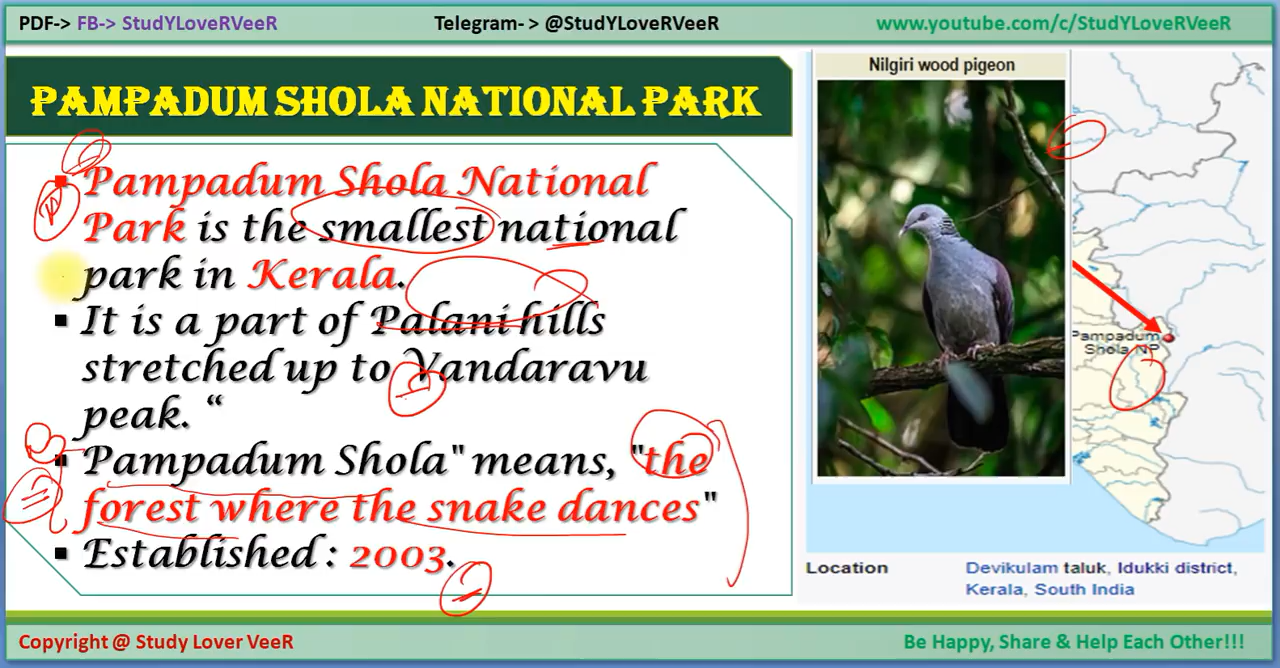 PDF-> FB-> StudYLoveRVeeR
Telegram- > @StudYLoveRVeeR
www.youtube.com/c/StudYLoveRVeeR
PAMPADUM SHOLA NATIONAL PARK
▪ Pampadum Shola National
Park is the smallest national
park in Kerala.
▪ It is a part of Palani hills
stretched up to Vandaravu
peak. “
▪ Pampadum Shola" means, "the
forest where the snake dances"
▪ Established : 2003.
Nilgiri wood pigeon
Pampadum
Shola NP
Location
Devikulam taluk, Idukki district,
Kerala, South India
Copyright @ Study Lover VeeR
Be Happy, Share & Help Each Other!!!